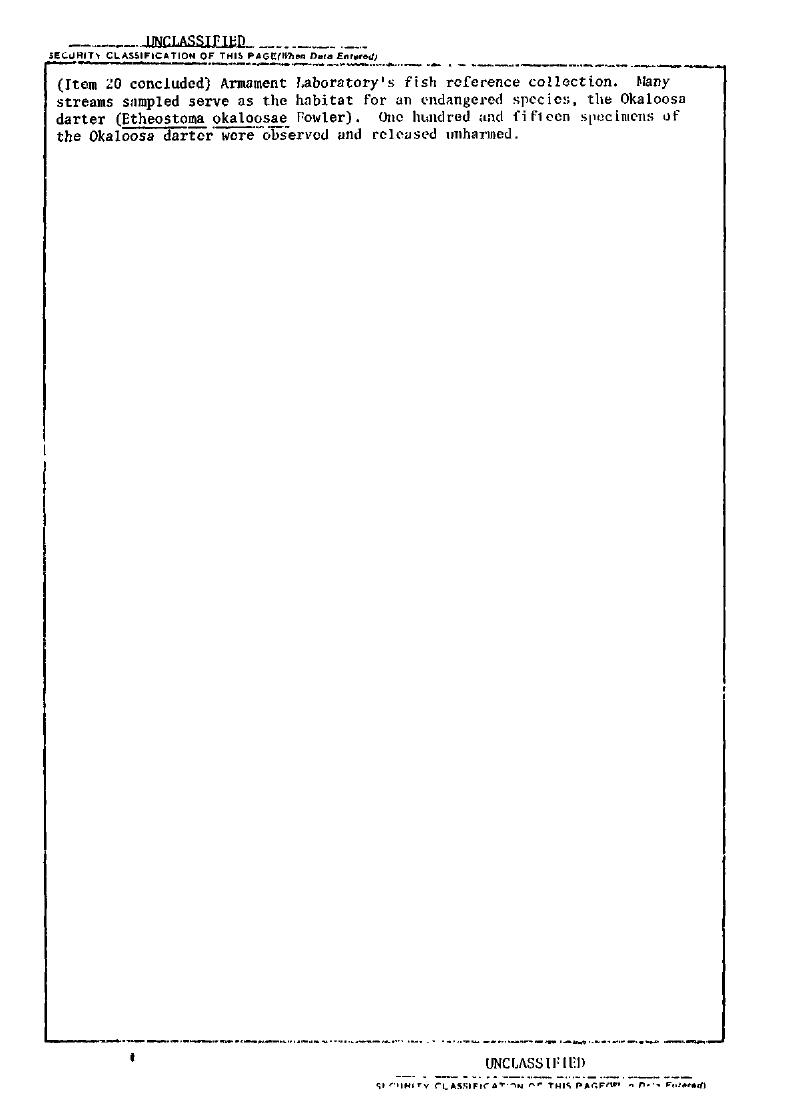 UNCLASSIFIED
SECURITY CLASSIFICATION OF THIS PAGE(When Data Entered)
(Item 20 concluded) Armament Laboratory's fish reference collection. Many
streams sampled serve as the habitat for an endangered species, the Okaloosa
darter (Etheostoma okaloosae Fowler). One hundred and fifteen specimens of
the Okaloosa darter were observed and released unharmed.
UNCLASSIFIED
SECURITY CLASSIFICATION OF THIS PAGE(When Data Entered)